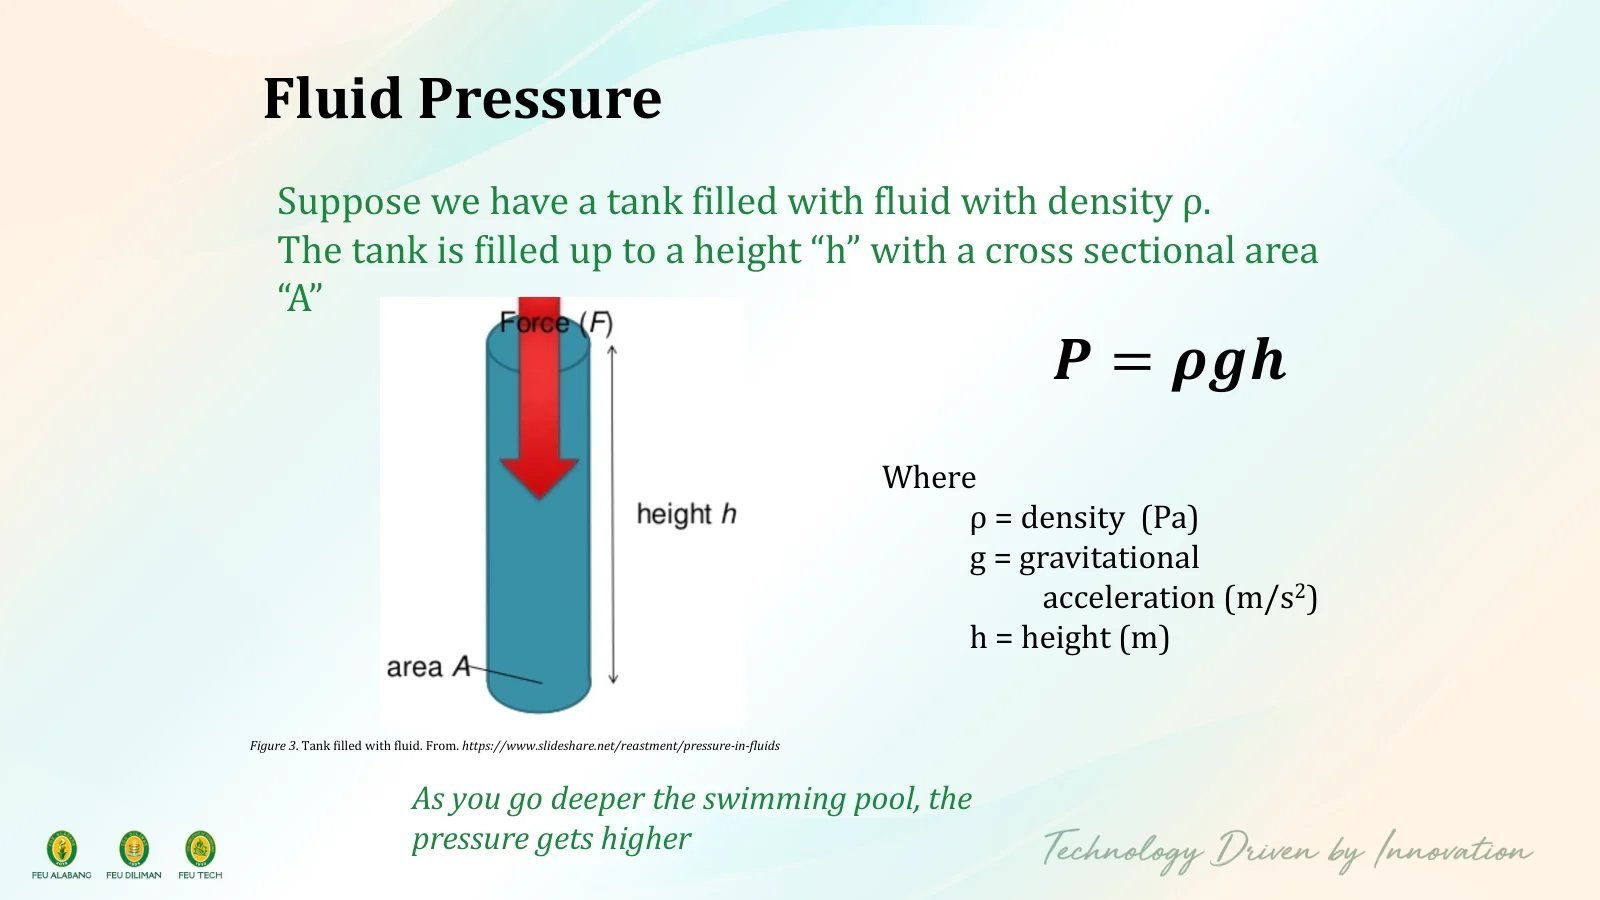 Fluid Pressure
Suppose we have a tank filled with fluid with density ρ.
The tank is filled up to a height “h” with a cross sectional area
“A”
Force (F)
height h
area A
P = ρgh
Where
ρ = density (Pa)
g = gravitational
acceleration (m/s²)
h = height (m)
Figure 3. Tank filled with fluid. From. https://www.slideshare.net/reastment/pressure-in-fluids
As you go deeper the swimming pool, the
pressure gets higher
FEU ALABANG FEU DILIMAN FEU TECH
Technology Driven by Innovation